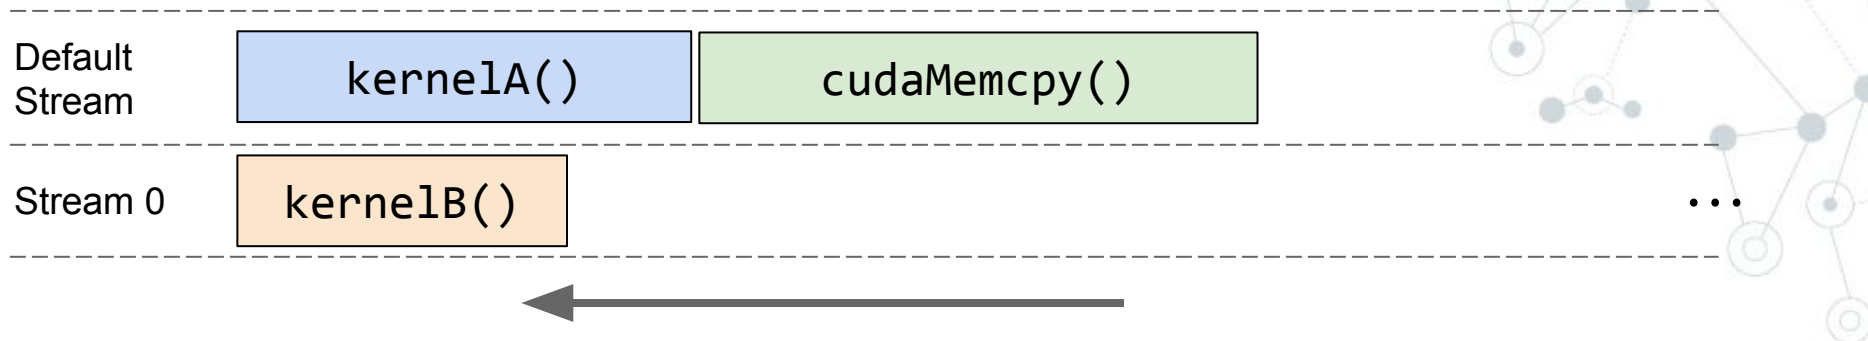 Default
Stream
kernelA()
cudaMemcpy()
Stream 0
kernelB()
...